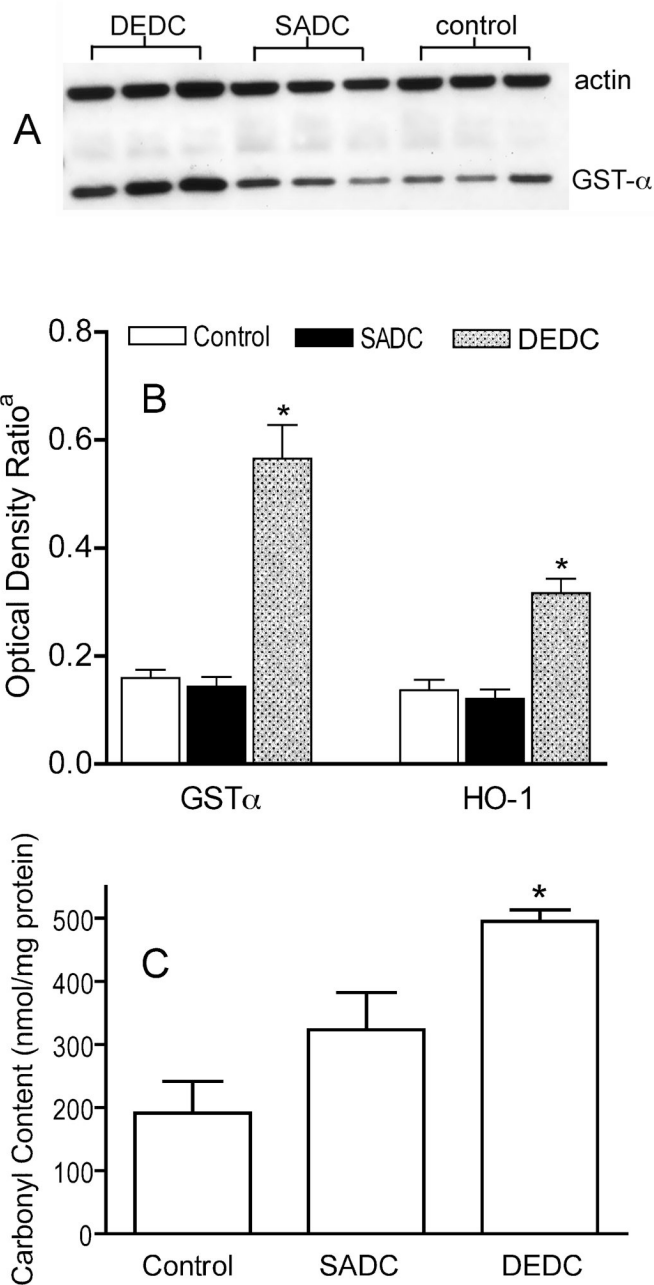 DEDC SADC control
actin
A
GST-α
0.8
Control SADC DEDC
B
*
0.6
0.4
*
0.2
0.0
Optical Density Ratioᵃ
GSTα HO-1
Carbonyl Content (nmol/mg protein)
*
500
C
400
300
200
100
0
Control SADC DEDC